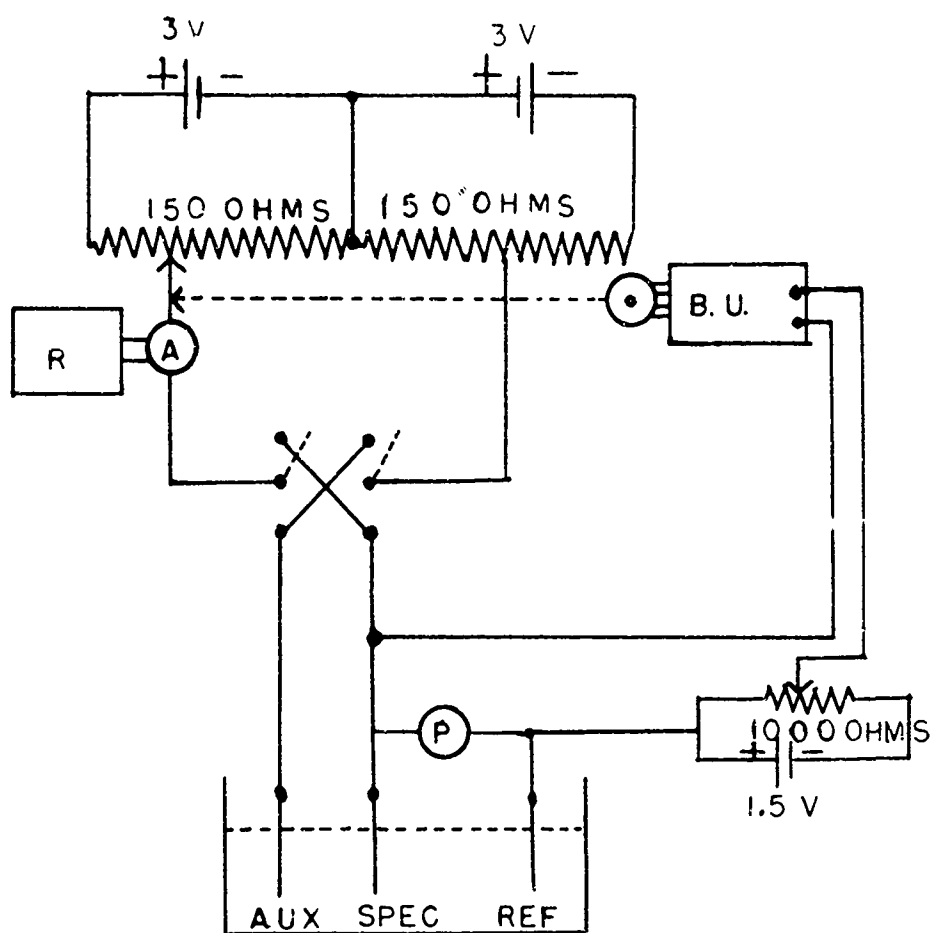 3 V
3 V
+ -
+ -
150 OHMS
150 OHMS
B. U.
R
A
P
1000 OHMS
+ -
1.5 V
AUX SPEC REF